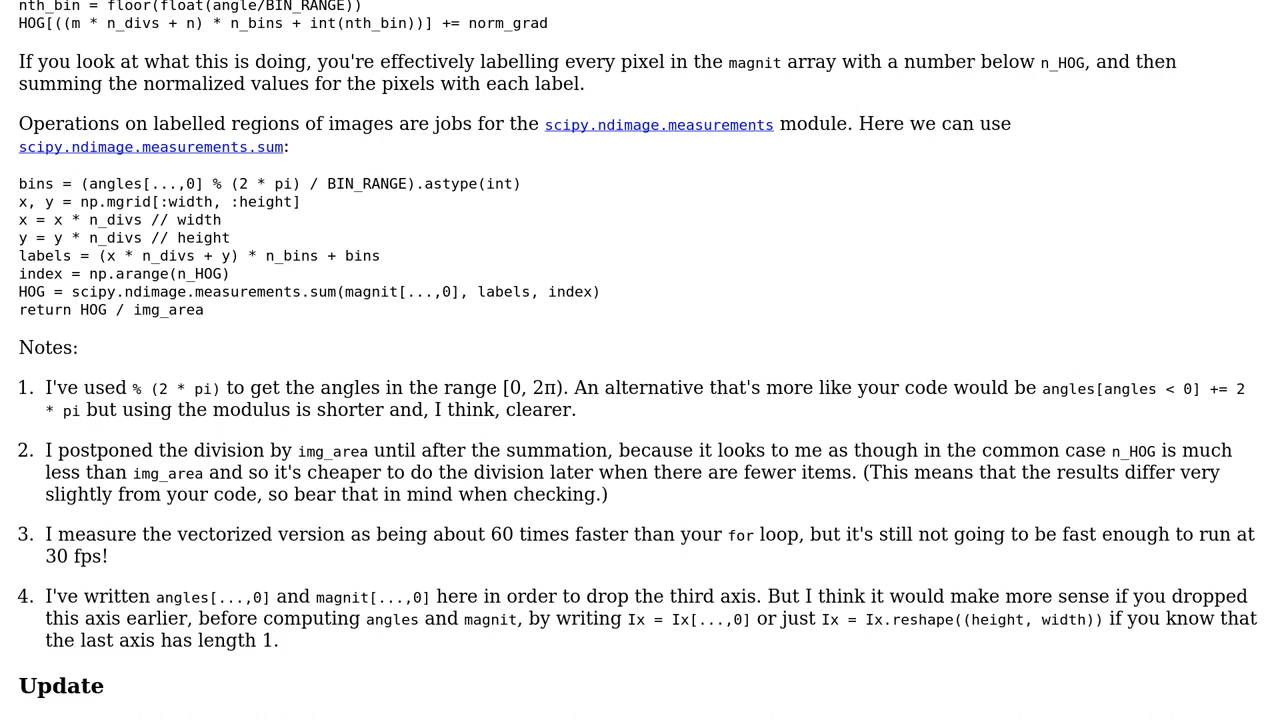 nth_bin = floor(float(angle/BIN_RANGE))
HOG[((m * n_divs + n) * n_bins + int(nth_bin))] += norm_grad
If you look at what this is doing, you're effectively labelling every pixel in the magnit array with a number below n_HOG, and then
summing the normalized values for the pixels with each label.
Operations on labelled regions of images are jobs for the scipy.ndimage.measurements module. Here we can use
scipy.ndimage.measurements.sum:
bins = (angles[...,0] % (2 * pi) / BIN_RANGE).astype(int)
x, y = np.mgrid[:width, :height]
x = x * n_divs // width
y = y * n_divs // height
labels = (x * n_divs + y) * n_bins + bins
index = np.arange(n_HOG)
HOG = scipy.ndimage.measurements.sum(magnit[...,0], labels, index)
return HOG / img_area
Notes:
1. I've used % (2 * pi) to get the angles in the range [0, 2π). An alternative that's more like your code would be angles[angles < 0] += 2
* pi but using the modulus is shorter and, I think, clearer.
2. I postponed the division by img_area until after the summation, because it looks to me as though in the common case n_HOG is much
less than img_area and so it's cheaper to do the division later when there are fewer items. (This means that the results differ very
slightly from your code, so bear that in mind when checking.)
3. I measure the vectorized version as being about 60 times faster than your for loop, but it's still not going to be fast enough to run at
30 fps!
4. I've written angles[...,0] and magnit[...,0] here in order to drop the third axis. But I think it would make more sense if you dropped
this axis earlier, before computing angles and magnit, by writing Ix = Ix[...,0] or just Ix = Ix.reshape((height, width)) if you know that
the last axis has length 1.
Update